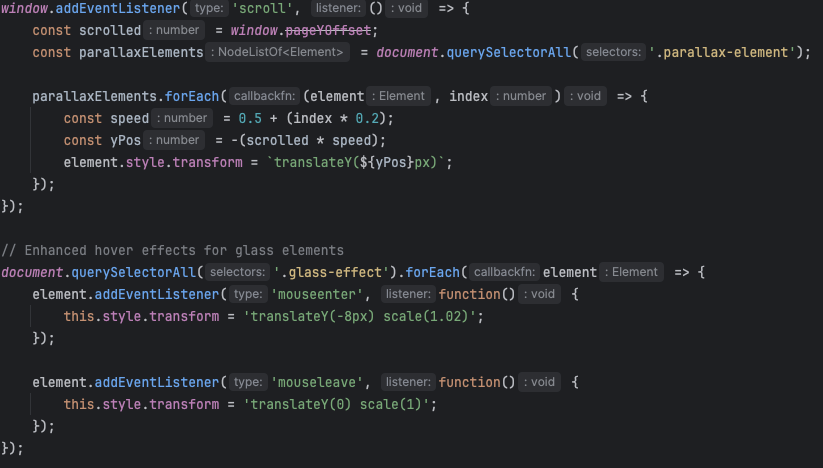 window.addEventListener( type: 'scroll', listener: () : void => {
const scrolled : number = window.pageYOffset;
const parallaxElements : NodeListOf<Element> = document.querySelectorAll( selectors: '.parallax-element');
parallaxElements.forEach( callbackfn: (element : Element , index : number ) : void => {
const speed : number = 0.5 + (index * 0.2);
const yPos : number = -(scrolled * speed);
element.style.transform = `translateY(${yPos}px)`;
});
});
// Enhanced hover effects for glass elements
document.querySelectorAll( selectors: '.glass-effect').forEach( callbackfn: element : Element => {
element.addEventListener( type: 'mouseenter', listener: function() : void {
this.style.transform = 'translateY(-8px) scale(1.02)';
});
element.addEventListener( type: 'mouseleave', listener: function() : void {
this.style.transform = 'translateY(0) scale(1)';
});
});